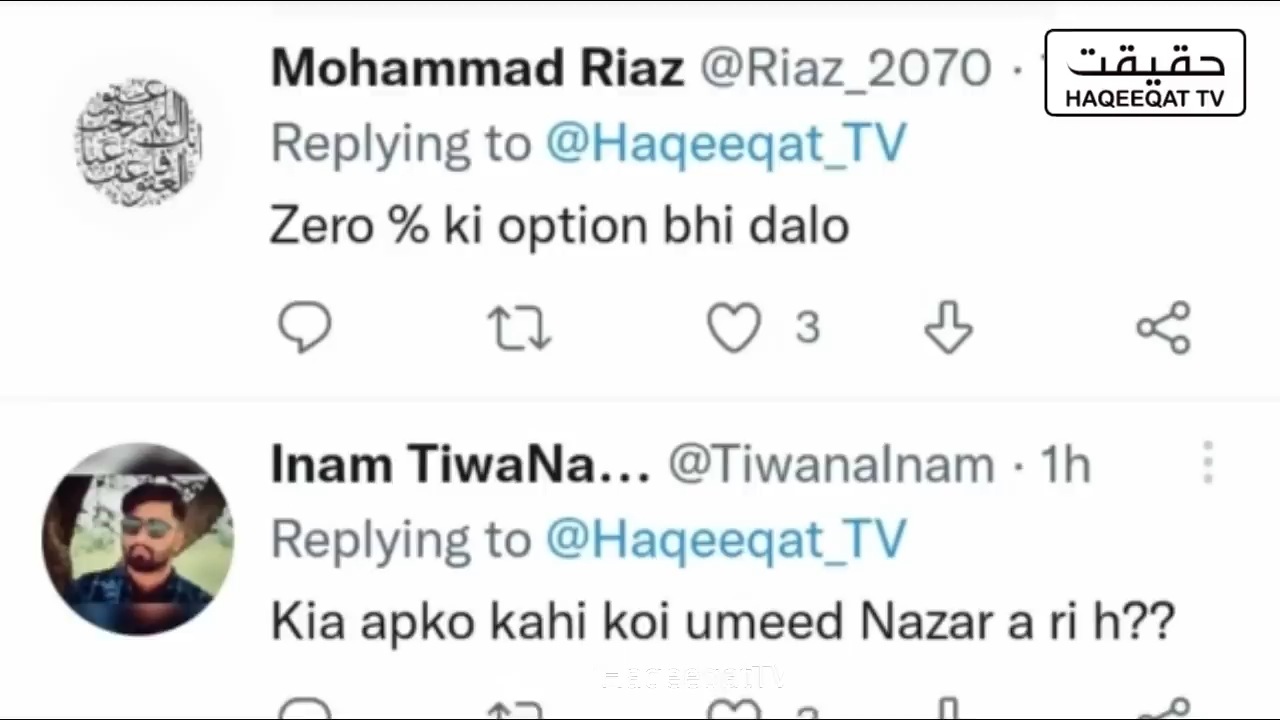 Mohammad Riaz @Riaz_2070 ·
حقیقت
HAQEEQAT TV
Replying to @Haqeeqat_TV
Zero % ki option bhi dalo
3
Inam TiwaNa... @TiwanaInam · 1h
Replying to @Haqeeqat_TV
Kia apko kahi koi umeed Nazar a ri h??
HaqeeqatTV